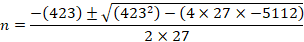 n = −(423) ± √((423²) − (4 × 27 × −5112)) / 2 × 27